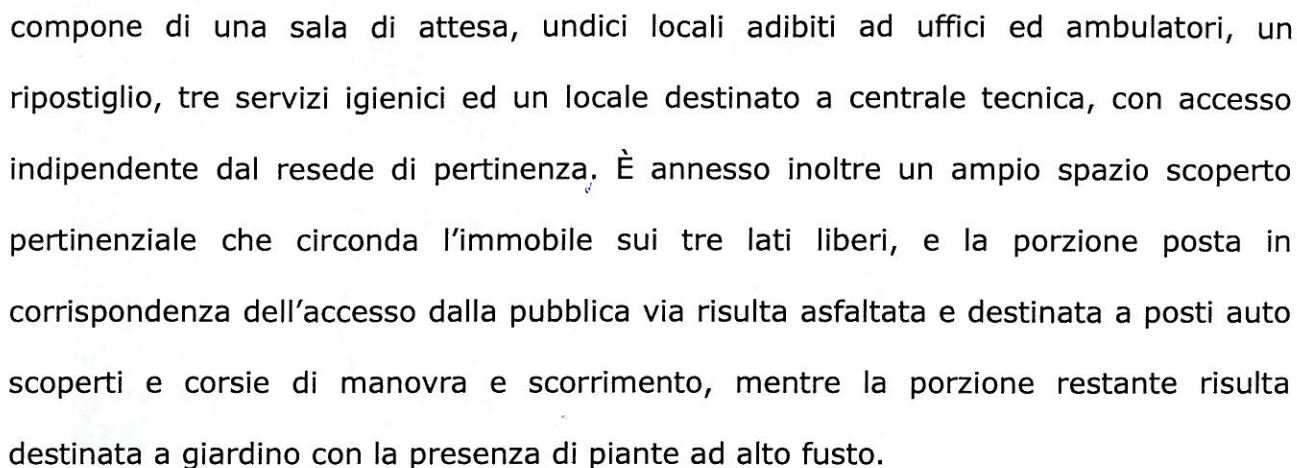 compone di una sala di attesa, undici locali adibiti ad uffici ed ambulatori, un
ripostiglio, tre servizi igienici ed un locale destinato a centrale tecnica, con accesso
indipendente dal resede di pertinenza. È annesso inoltre un ampio spazio scoperto
pertinenziale che circonda l'immobile sui tre lati liberi, e la porzione posta in
corrispondenza dell'accesso dalla pubblica via risulta asfaltata e destinata a posti auto
scoperti e corsie di manovra e scorrimento, mentre la porzione restante risulta
destinata a giardino con la presenza di piante ad alto fusto.